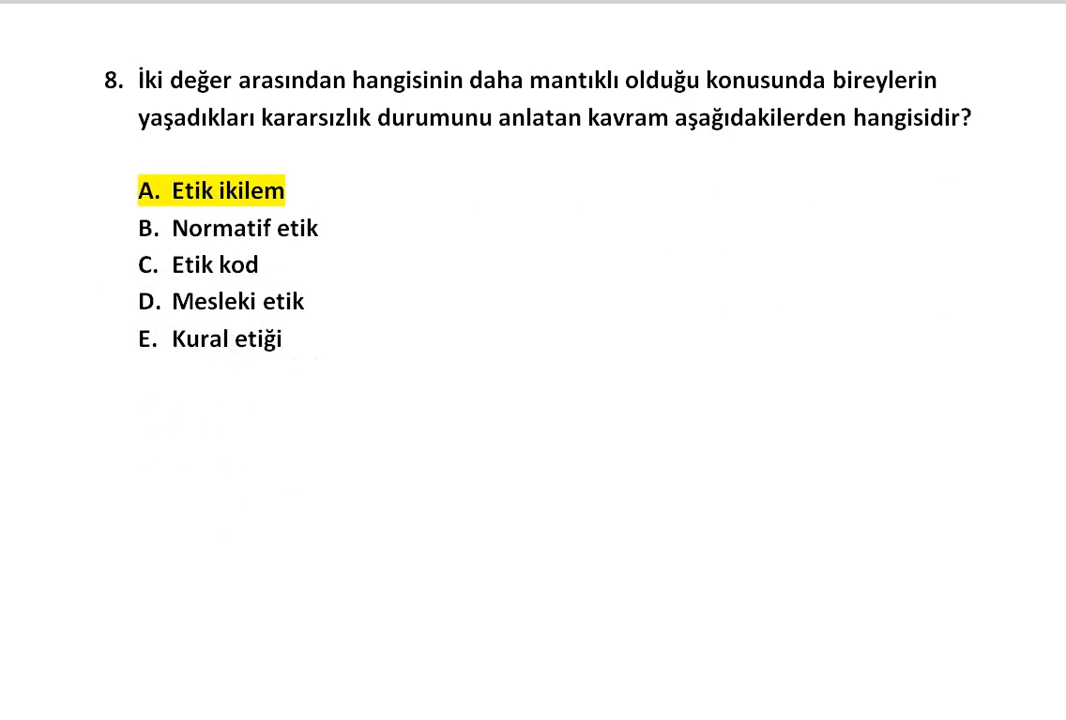 8. İki değer arasından hangisinin daha mantıklı olduğu konusunda bireylerin
yaşadıkları kararsızlık durumunu anlatan kavram aşağıdakilerden hangisidir?
A. Etik ikilem
B. Normatif etik
C. Etik kod
D. Mesleki etik
E. Kural etiği